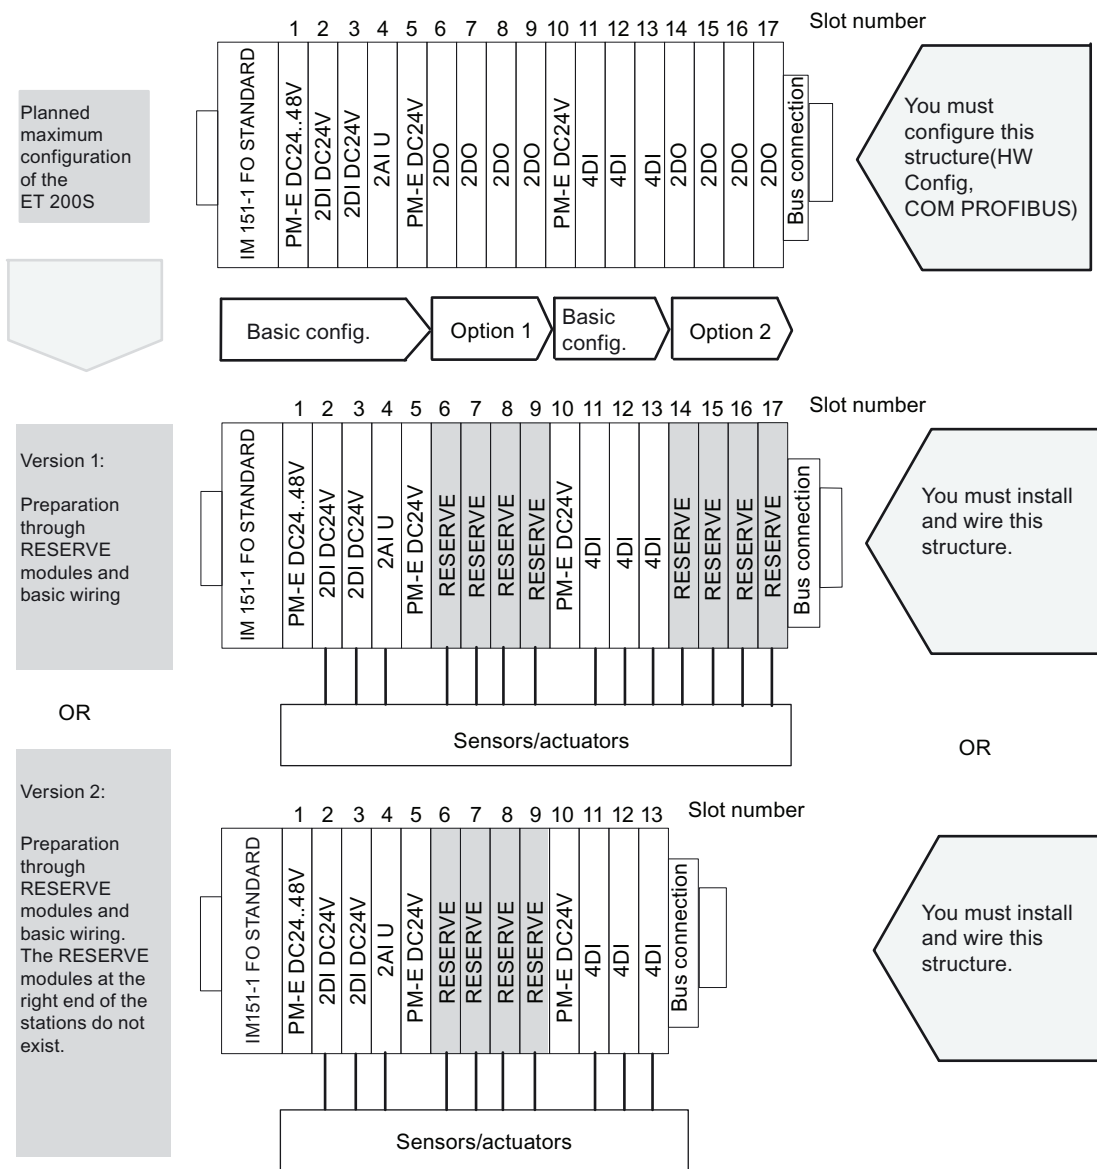 Slot number
1 2 3 4 5 6 7 8 9 10 11 12 13 14 15 16 17
Planned
maximum
configuration
of the
ET 200S
IM 151-1 FO STANDARD
PM-E DC24..48V
2DI DC24V
2DI DC24V
2AI U
PM-E DC24V
2DO
2DO
2DO
2DO
PM-E DC24V
4DI
4DI
4DI
2DO
2DO
2DO
2DO
Bus connection
You must
configure this
structure(HW
Config,
COM PROFIBUS)
Basic config.
Option 1
Basic
config.
Option 2
Slot number
1 2 3 4 5 6 7 8 9 10 11 12 13 14 15 16 17
Version 1:
Preparation
through
RESERVE
modules and
basic wiring
IM 151-1 FO STANDARD
PM-E DC24..48V
2DI DC24V
2DI DC24V
2AI U
PM-E DC24V
RESERVE
RESERVE
RESERVE
RESERVE
PM-E DC24V
4DI
4DI
4DI
RESERVE
RESERVE
RESERVE
RESERVE
Bus connection
You must install
and wire this
structure.
Sensors/actuators
OR
OR
Version 2:
Preparation
through
RESERVE
modules and
basic wiring.
The RESERVE
modules at the
right end of the
stations do not
exist.
Slot number
1 2 3 4 5 6 7 8 9 10 11 12 13
IM151-1 FO STANDARD
PM-E DC24..48V
2DI DC24V
2DI DC24V
2AI U
PM-E DC24V
RESERVE
RESERVE
RESERVE
RESERVE
PM-E DC24V
4DI
4DI
4DI
Bus connection
You must install
and wire this
structure.
Sensors/actuators